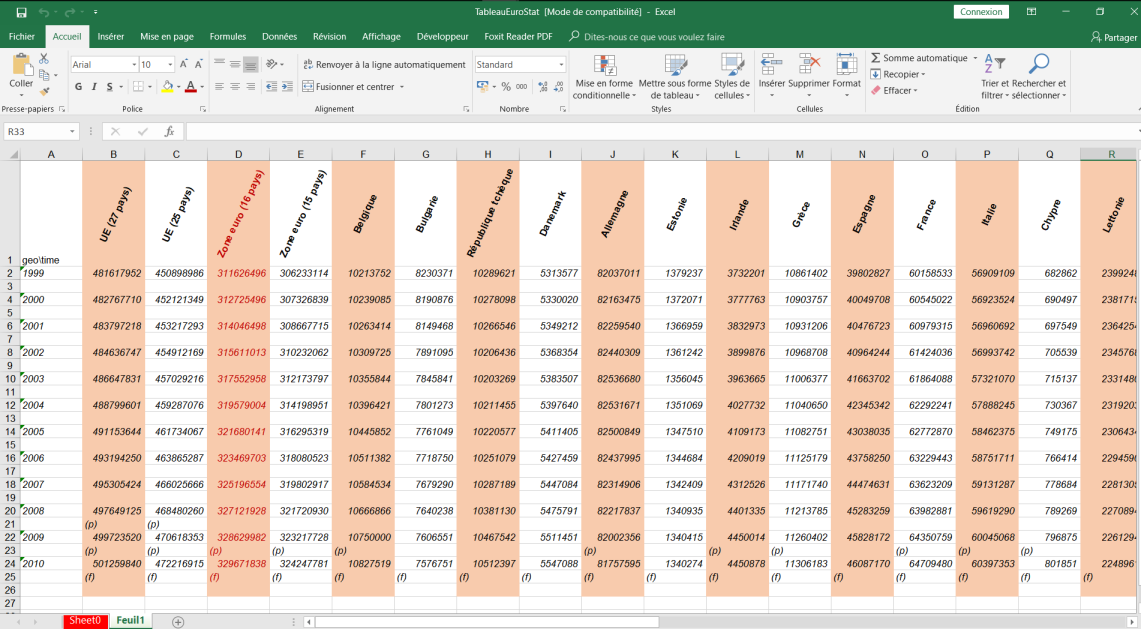 TableauEuroStat [Mode de compatibilité] - Excel
Connexion
Fichier Accueil Insérer Mise en page Formules Données Révision Affichage Développeur Foxit Reader PDF Dites-nous ce que vous voulez faire Partager
Coller
Arial 10
G I S
Renvoyer à la ligne automatiquement
Fusionner et centrer
Standard
% 000
Mise en forme conditionnelle
Mettre sous forme de tableau
Styles de cellules
Insérer Supprimer Format
Somme automatique
Recopier
Effacer
Trier et filtrer
Rechercher et sélectionner
Presse-papiers Police Alignement Nombre Styles Cellules Édition
R33 fx
A B C D E F G H I J K L M N O P Q R
1 geo\time UE (27 pays) UE (25 pays) Zone euro (16 pays) Zone euro (15 pays) Belgique Bulgarie République tchèque Danemark Allemagne Estonie Irlande Grèce Espagne France Italie Chypre Lettonie
2 1999 481617952 450898986 311626496 306233114 10213752 8230371 10289621 5313577 82037011 1379237 3732201 10861402 39802827 60158533 56909109 682862
3
4 2000 482767710 452121349 312725496 307326839 10239085 8190876 10278098 5330020 82163475 1372071 3777763 10903757 40049708 60545022 56923524 690497
5
6 2001 483797218 453217293 314046498 308667715 10263414 8149468 10266546 5349212 82259540 1366959 3832973 10931206 40476723 60979315 56960692 697549
7
8 2002 484636747 454912169 315611013 310232062 10309725 7891095 10206436 5368354 82440309 1361242 3899876 10968708 40964244 61424036 56993742 705539
9
10 2003 486647831 457029216 317552958 312173797 10355844 7845841 10203269 5383507 82536680 1356045 3963665 11006377 41663702 61864088 57321070 715137
11
12 2004 488799601 459287076 319579004 314198951 10396421 7801273 10211455 5397640 82531671 1351069 4027732 11040650 42345342 62292241 57888245 730367
13
14 2005 491153644 461734067 321680141 316295319 10445852 7761049 10220577 5411405 82500849 1347510 4109173 11082751 43038035 62772870 58462375 749175
15
16 2006 493194250 463865287 323469703 318080523 10511382 7718750 10251079 5427459 82437995 1344684 4209019 11125179 43758250 63229443 58751711 766414
17
18 2007 495305424 466025666 325196554 319802917 10584534 7679290 10287189 5447084 82314906 1342409 4312526 11171740 44474631 63623209 59131287 778684
19
20 2008 497649125 468480260 327121928 321720930 10666866 7640238 10381130 5475791 82217837 1340935 4401335 11213785 45283259 63982881 59619290 789269
21 (p) (p)
22 2009 499723520 470618353 328629982 323217728 10750000 7606551 10467542 5511451 82002356 1340415 4450014 11260402 45828172 64350759 60045068 796875
23 (p) (p) (p) (p) (p) (p) (p) (p) (p) (p) (p)
24 2010 501259840 472216915 329671838 324247781 10827519 7576751 10512397 5547088 81757595 1340274 4450878 11306183 46087170 64709480 60397353 801851
25 (f) (f) (f) (f) (f) (f) (f) (f) (f) (f) (f) (f) (f) (f) (f) (f) (f)
26
27
Sheet0 Feuil1